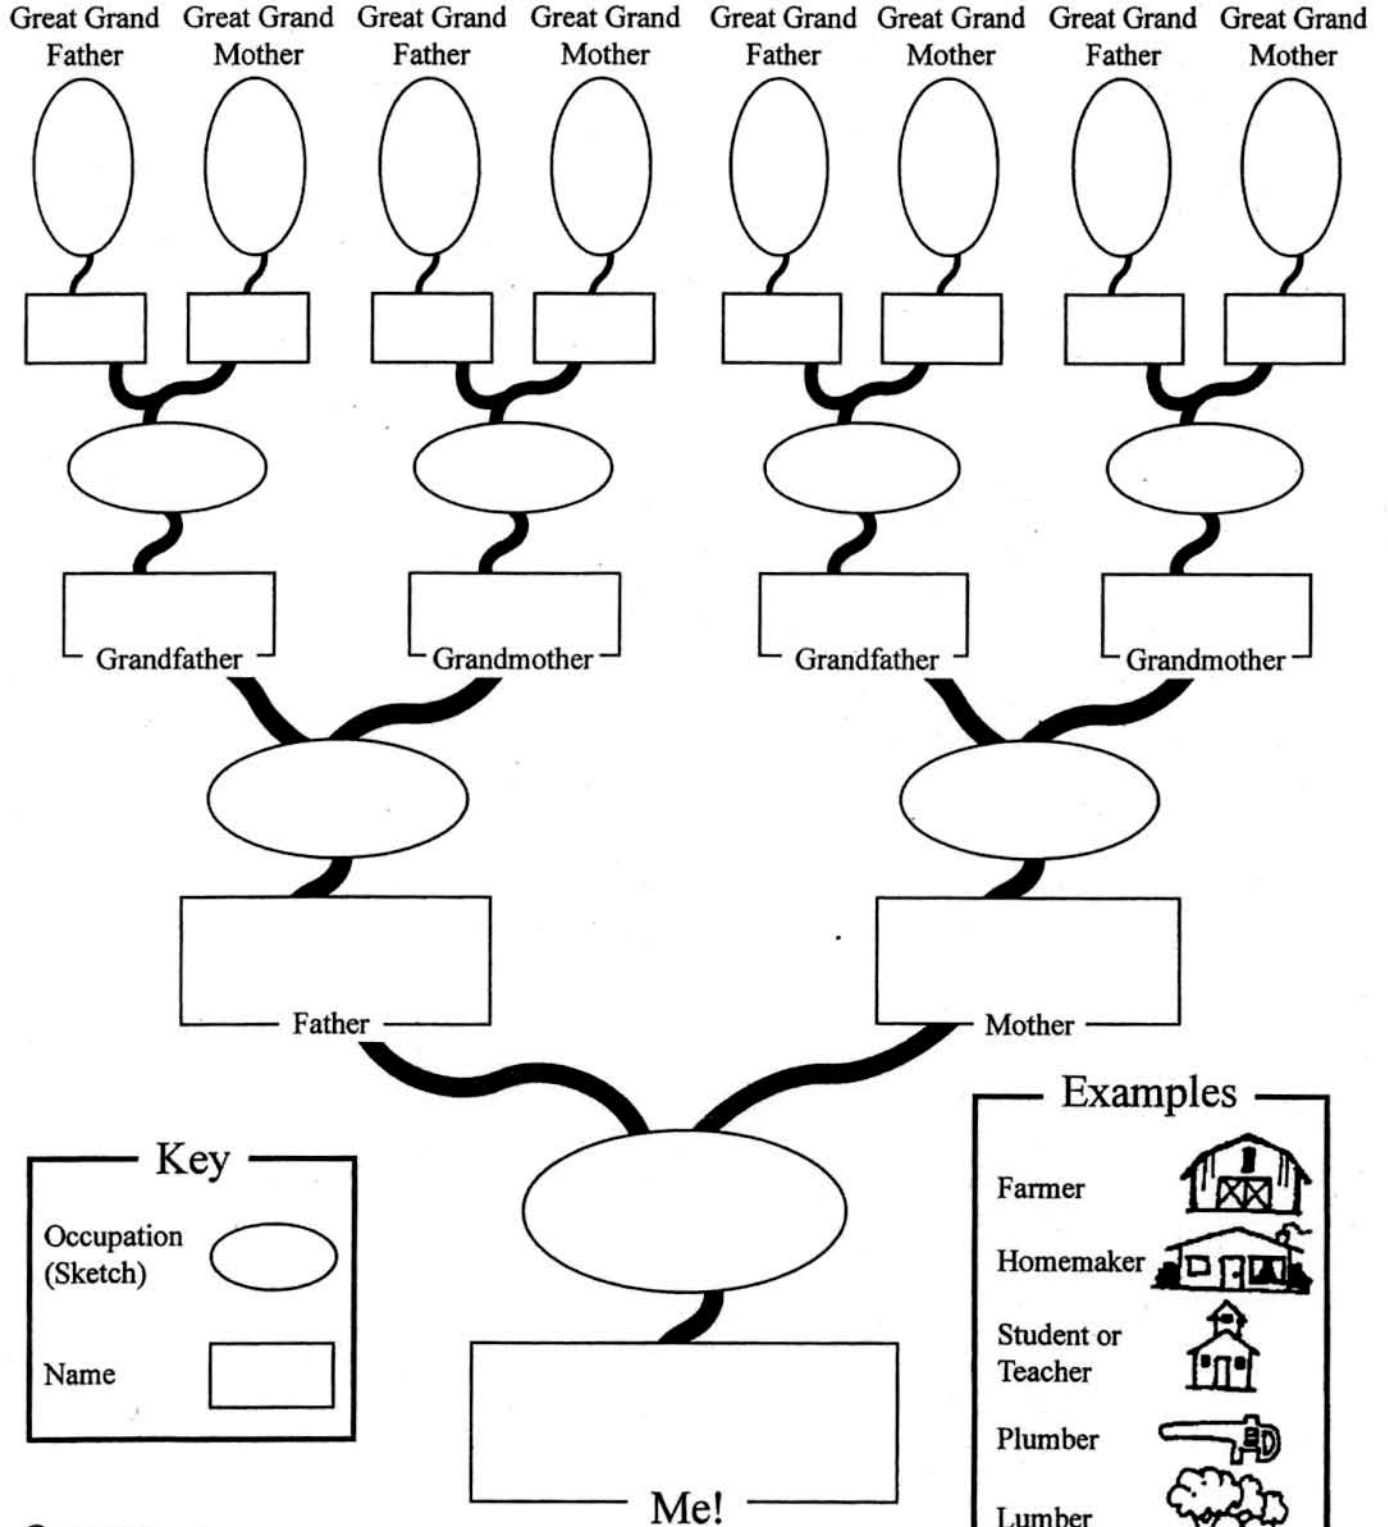 Great Grand Great Grand Great Grand Great Grand Great Grand Great Grand Great Grand Great Grand
Father Mother Father Mother Father Mother Father Mother
Grandfather Grandmother Grandfather Grandmother
Father Mother
Key
Occupation
(Sketch)
Name
Me!
Examples
Farmer
Homemaker
Student or
Teacher
Plumber
Lumber